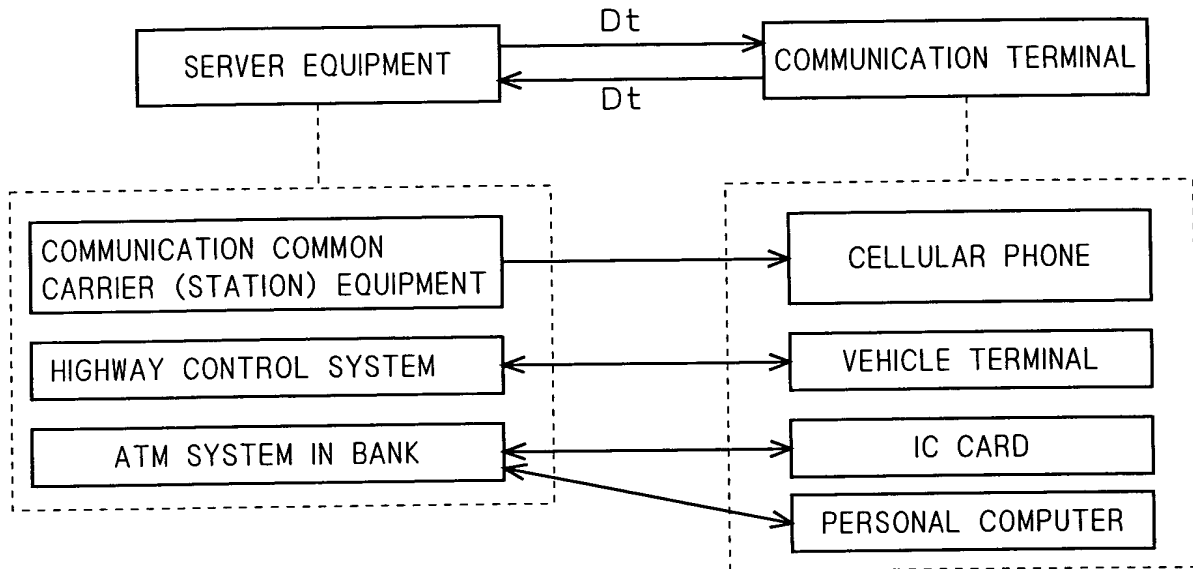 Dt
SERVER EQUIPMENT
COMMUNICATION TERMINAL
Dt
COMMUNICATION COMMON
CARRIER (STATION) EQUIPMENT
CELLULAR PHONE
HIGHWAY CONTROL SYSTEM
VEHICLE TERMINAL
ATM SYSTEM IN BANK
IC CARD
PERSONAL COMPUTER